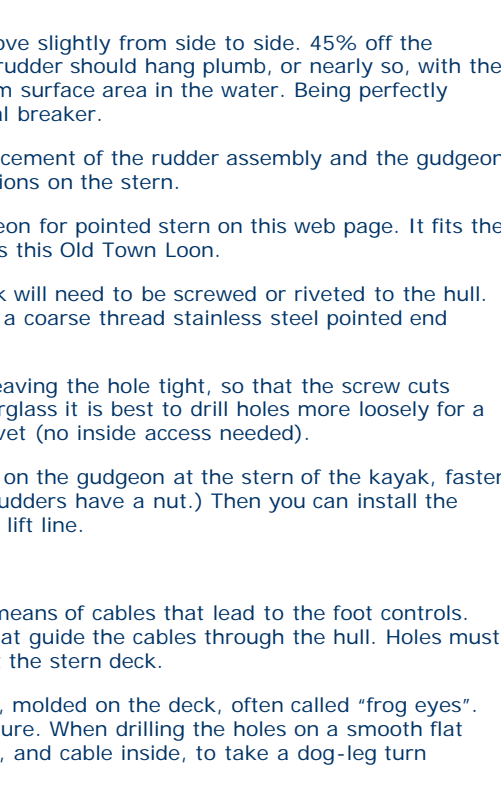 ove slightly from side to side. 45% off the
rudder should hang plumb, or nearly so, with the
m surface area in the water. Being perfectly
al breaker.
cement of the rudder assembly and the gudgeon
ions on the stern.
eon for pointed stern on this web page. It fits the
s this Old Town Loon.
k will need to be screwed or riveted to the hull.
a coarse thread stainless steel pointed end
eaving the hole tight, so that the screw cuts
rglass it is best to drill holes more loosely for a
vet (no inside access needed).
on the gudgeon at the stern of the kayak, fasten
udders have a nut.) Then you can install the
lift line.
means of cables that lead to the foot controls.
at guide the cables through the hull. Holes must
t the stern deck.
, molded on the deck, often called “frog eyes”.
ure. When drilling the holes on a smooth flat
, and cable inside, to take a dog-leg turn